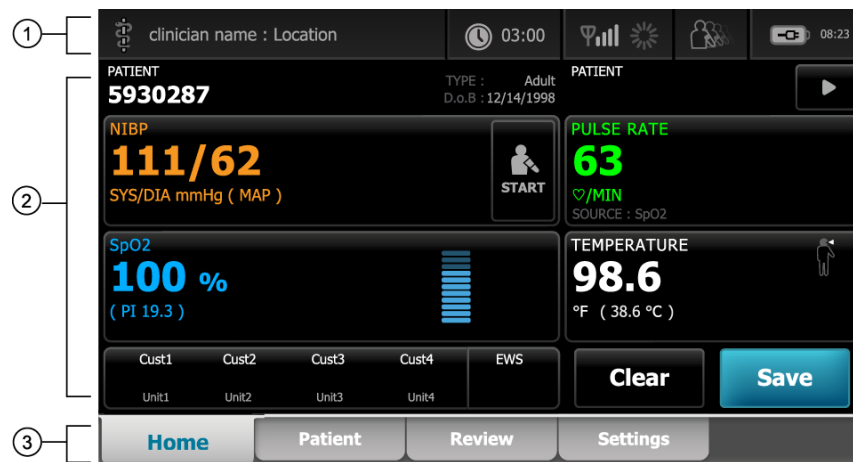 1
clinician name : Location
03:00
08:23
2
PATIENT
5930287
TYPE : Adult
D.o.B : 12/14/1998
PATIENT
NIBP
111/62
SYS/DIA mmHg ( MAP )
START
PULSE RATE
63
♡/MIN
SOURCE : SpO2
SpO2
100 %
( PI 19.3 )
TEMPERATURE
98.6
°F ( 38.6 °C )
Cust1 Cust2 Cust3 Cust4 EWS
Unit1 Unit2 Unit3 Unit4
Clear
Save
3
Home Patient Review Settings